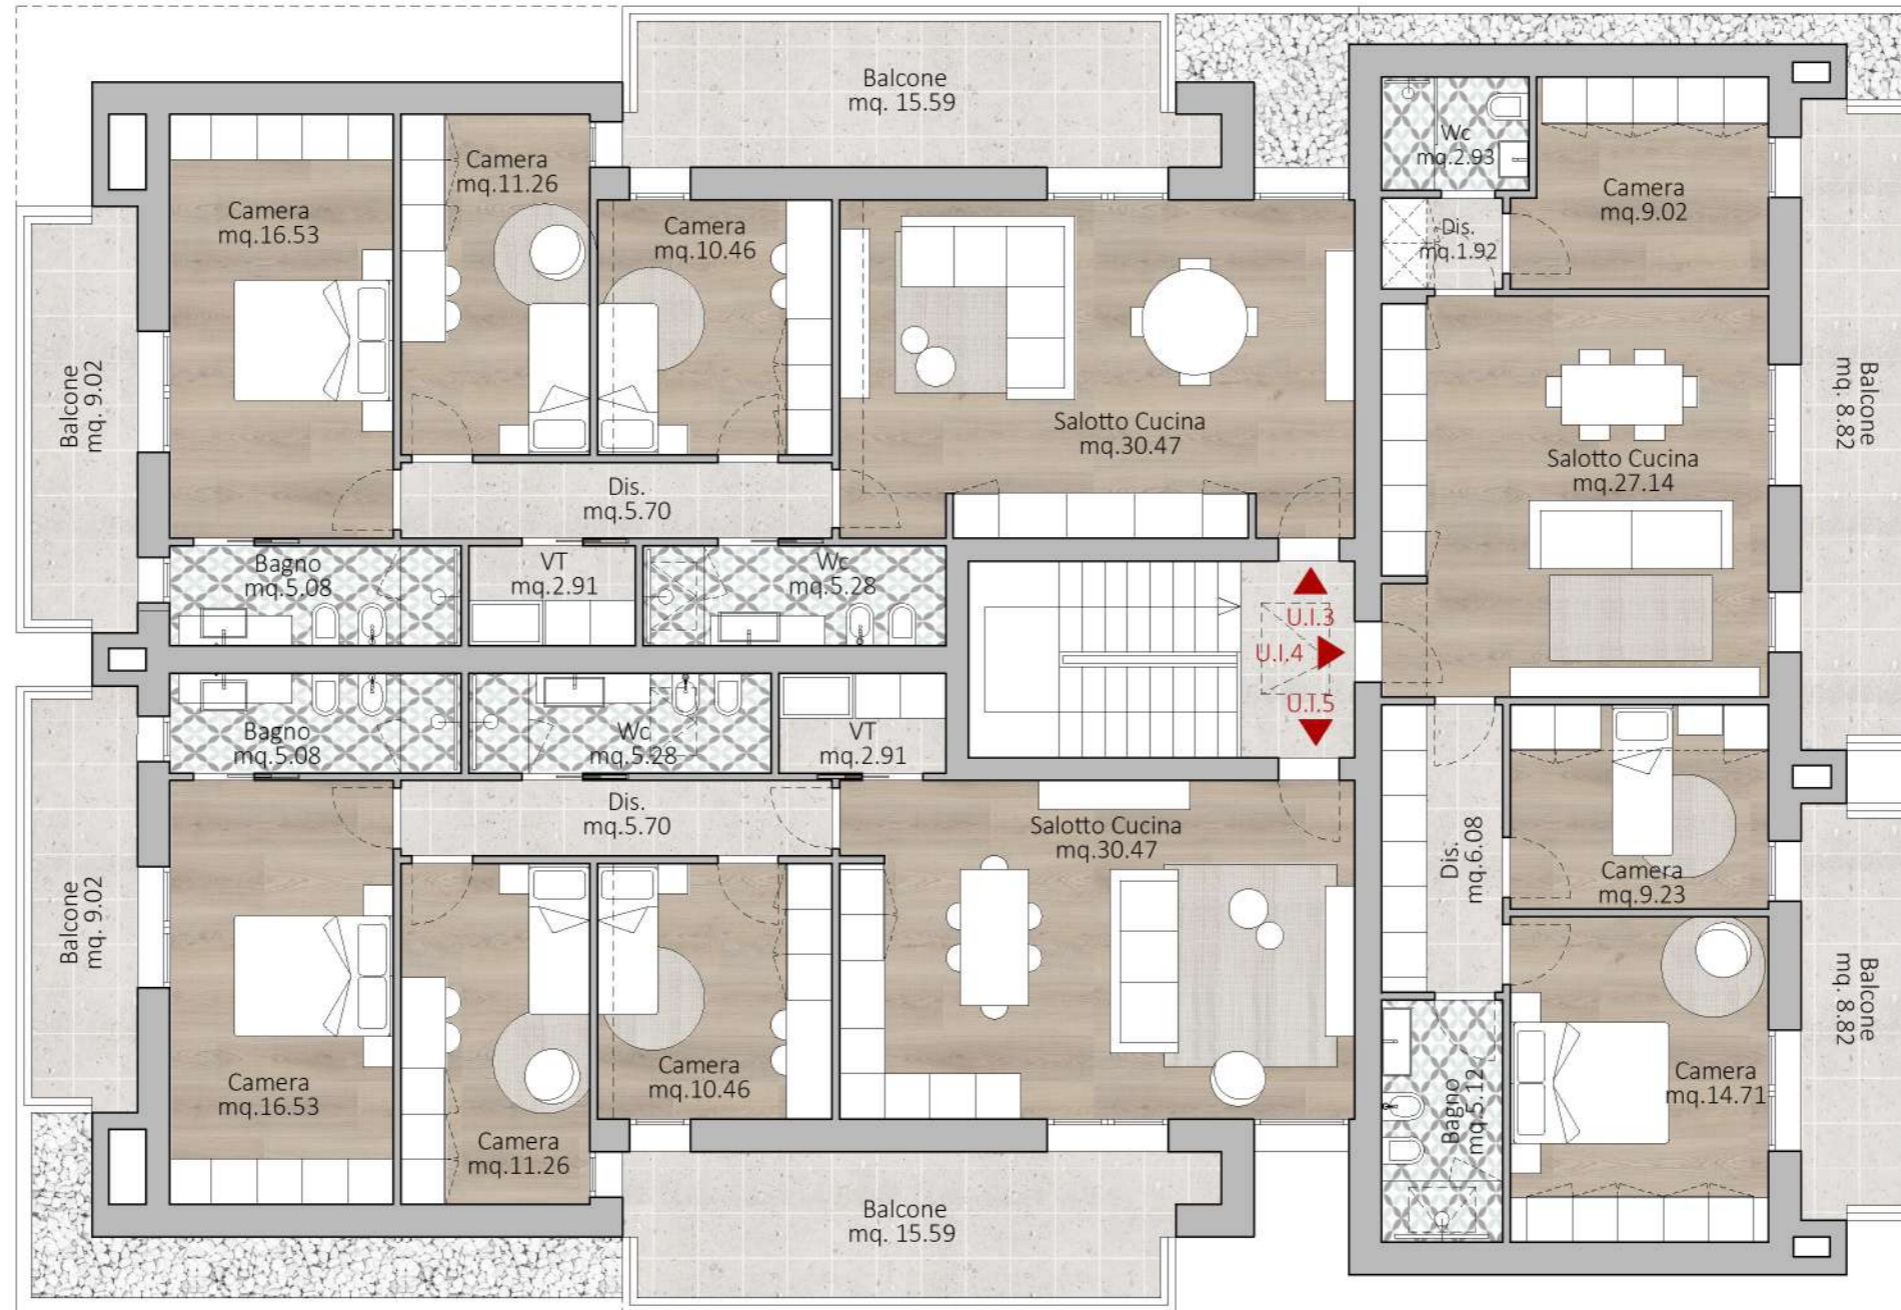 Balcone
mq. 15.59
Wc
mq.2.93
Camera
mq.9.02
Camera
mq.11.26
Camera
mq.16.53
Camera
mq.10.46
Dis.
mq.1.92
Balcone
mq. 9.02
Balcone
mq. 8.82
Salotto Cucina
mq.30.47
Salotto Cucina
mq.27.14
Dis.
mq.5.70
Bagno
mq.5.08
VT
mq.2.91
Wc
mq.5.28
U.I.3
U.I.4
U.I.5
Bagno
mq.5.08
Wc
mq.5.28
VT
mq.2.91
Dis.
mq.5.70
Salotto Cucina
mq.30.47
Dis.
mq.6.08
Camera
mq.9.23
Balcone
mq. 9.02
Balcone
mq. 8.82
Camera
mq.16.53
Camera
mq.10.46
Camera
mq.11.26
Bagno
mq.5.12
Camera
mq.14.71
Balcone
mq. 15.59